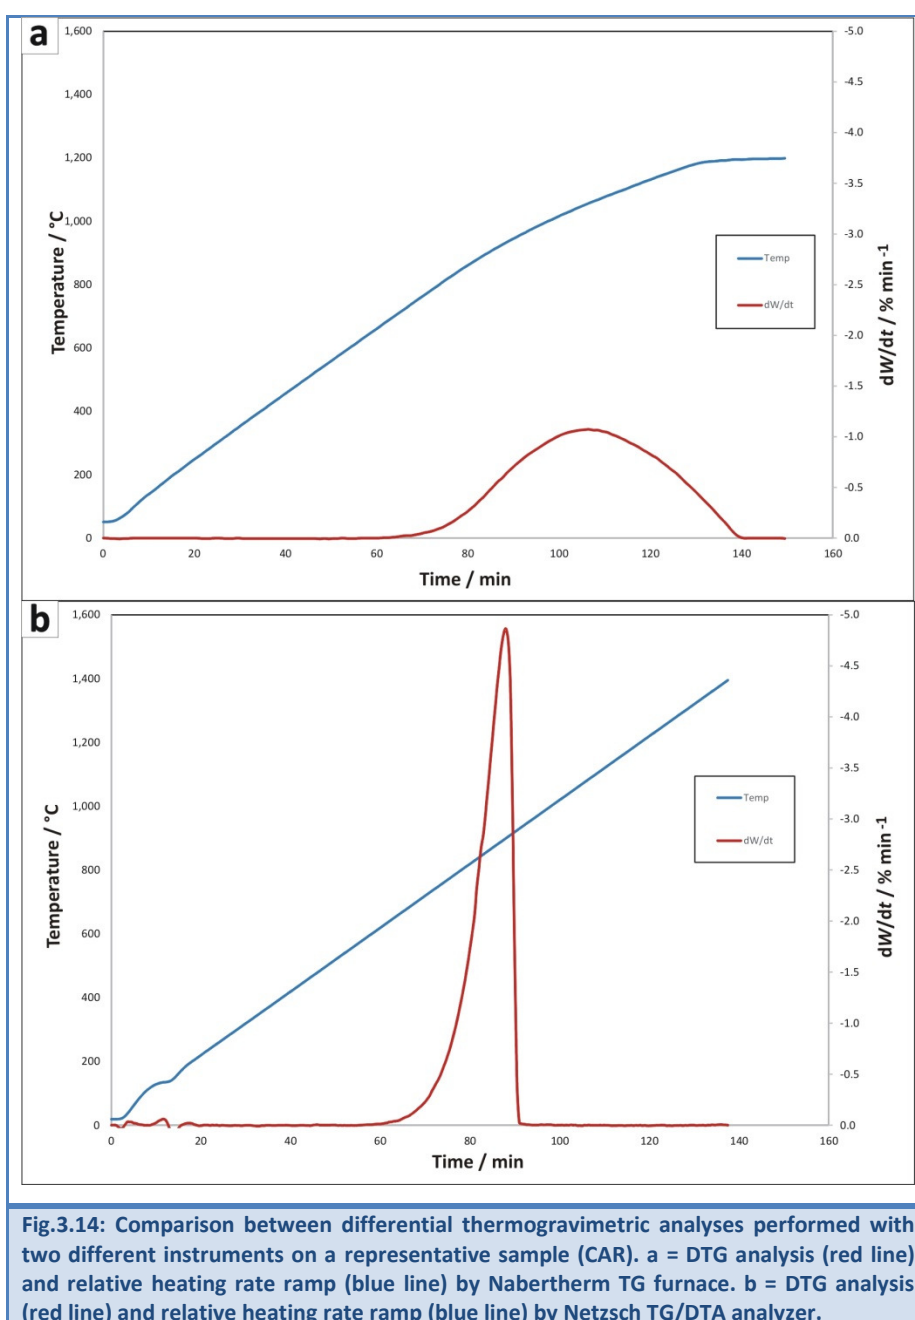 a
1,600
1,400
1,200
1,000
800
600
400
200
0
Temperature / °C
-5.0
-4.5
-4.0
-3.5
-3.0
-2.5
-2.0
-1.5
-1.0
-0.5
0.0
dW/dt / % min-1
Temp
dW/dt
0 20 40 60 80 100 120 140 160
Time / min
b
1,600
1,400
1,200
1,000
800
600
400
200
0
Temperature / °C
-5.0
-4.5
-4.0
-3.5
-3.0
-2.5
-2.0
-1.5
-1.0
-0.5
0.0
dW/dt / % min-1
Temp
dW/dt
0 20 40 60 80 100 120 140 160
Time / min
Fig.3.14: Comparison between differential thermogravimetric analyses performed with
two different instruments on a representative sample (CAR). a = DTG analysis (red line)
and relative heating rate ramp (blue line) by Nabertherm TG furnace. b = DTG analysis
(red line) and relative heating rate ramp (blue line) by Netzsch TG/DTA analyzer.